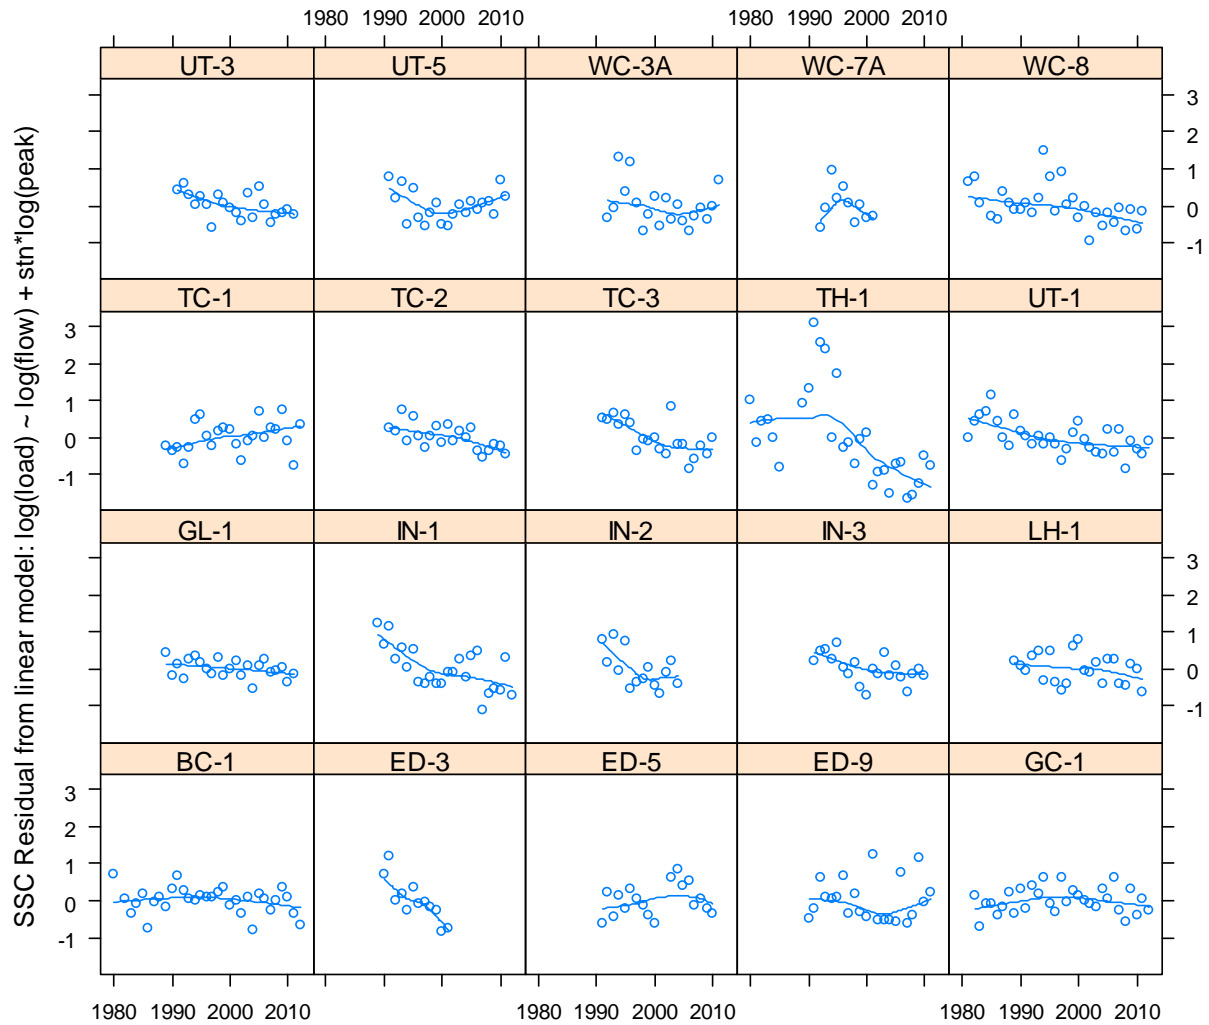 1980 1990 2000 2010 1980 1990 2000 2010
UT-3 UT-5 WC-3A WC-7A WC-8
3
2
1
0
-1
TC-1 TC-2 TC-3 TH-1 UT-1
3
2
1
0
-1
GL-1 IN-1 IN-2 IN-3 LH-1
3
2
1
0
-1
BC-1 ED-3 ED-5 ED-9 GC-1
3
2
1
0
-1
1980 1990 2000 2010 1980 1990 2000 2010 1980 1990 2000 2010
SSC Residual from linear model: log(load) ~ log(flow) + stn*log(peak)